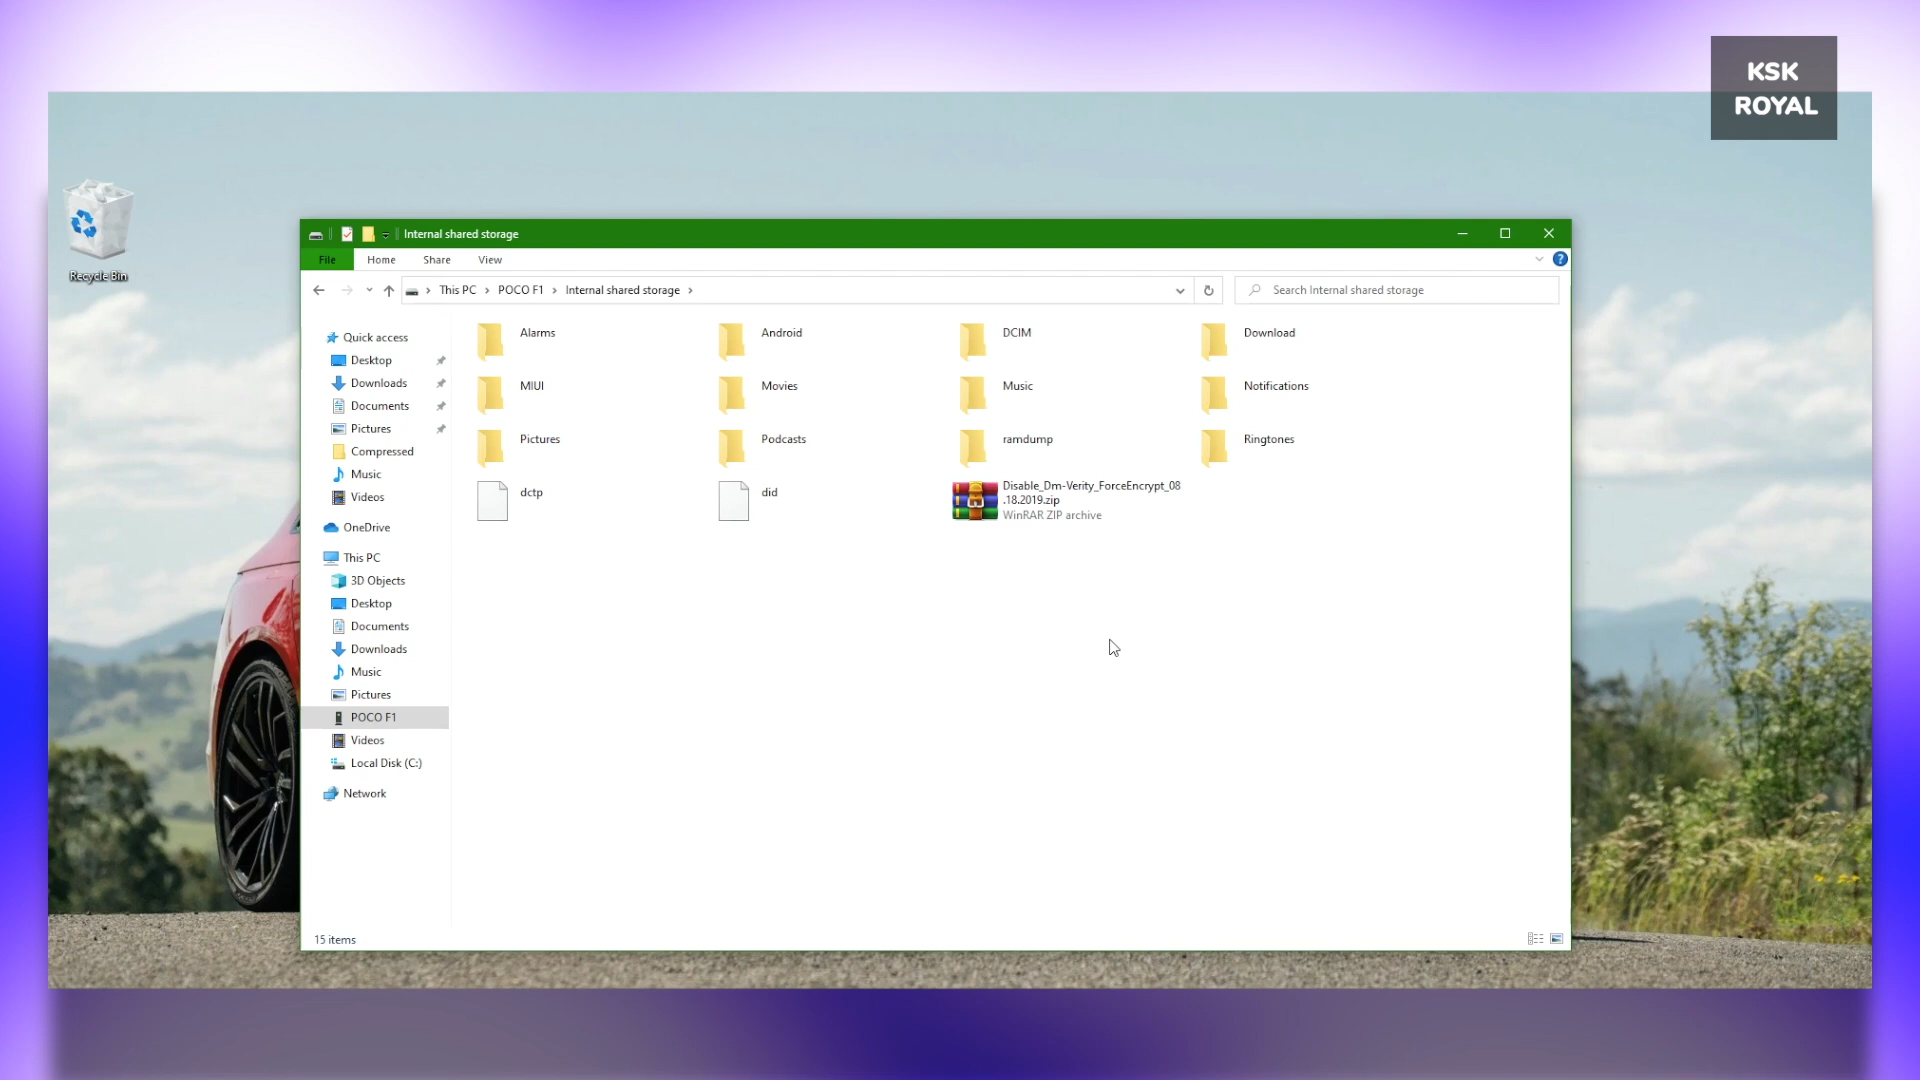 KSK
ROYAL
Recycle Bin
Internal shared storage
File Home Share View
This PC POCO F1 Internal shared storage
Search Internal shared storage
Quick access
Desktop
Downloads
Documents
Pictures
Compressed
Music
Videos
OneDrive
This PC
3D Objects
Desktop
Documents
Downloads
Music
Pictures
POCO F1
Videos
Local Disk (C:)
Network
Alarms Android DCIM Download
MIUI Movies Music Notifications
Pictures Podcasts ramdump Ringtones
dctp did Disable_Dm-Verity_ForceEncrypt_08
.18.2019.zip
WinRAR ZIP archive
15 items